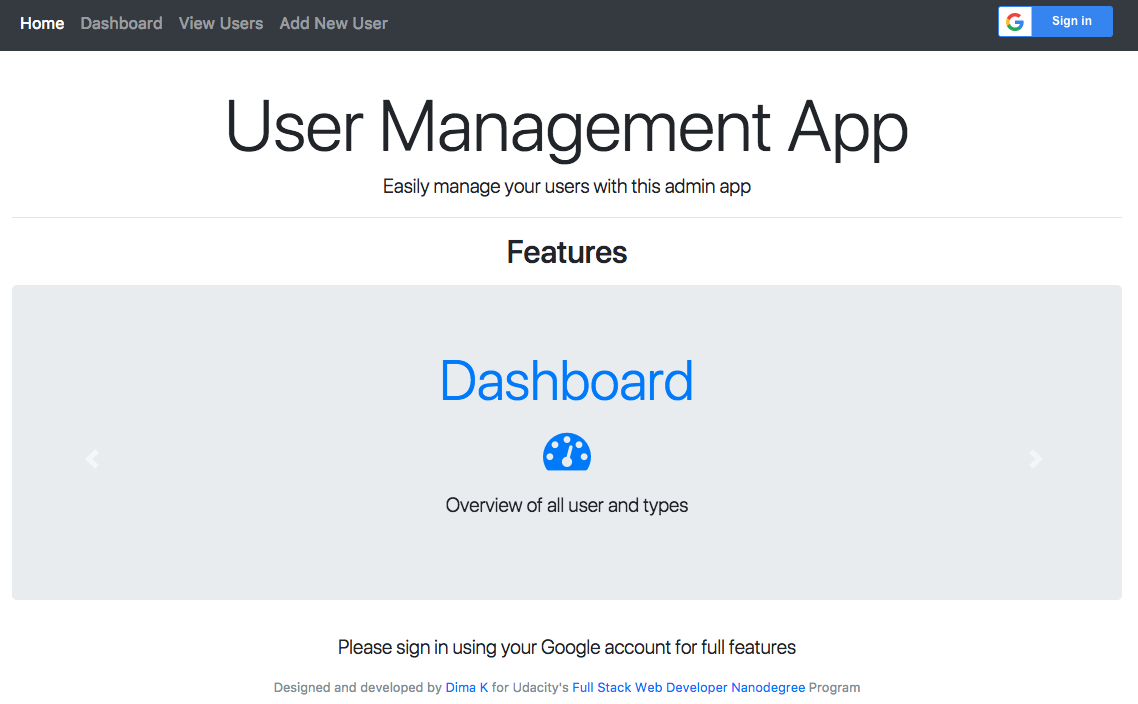 Home Dashboard View Users Add New User Sign in
User Management App
Easily manage your users with this admin app
Features
Dashboard
Overview of all user and types
Please sign in using your Google account for full features
Designed and developed by Dima K for Udacity's Full Stack Web Developer Nanodegree Program